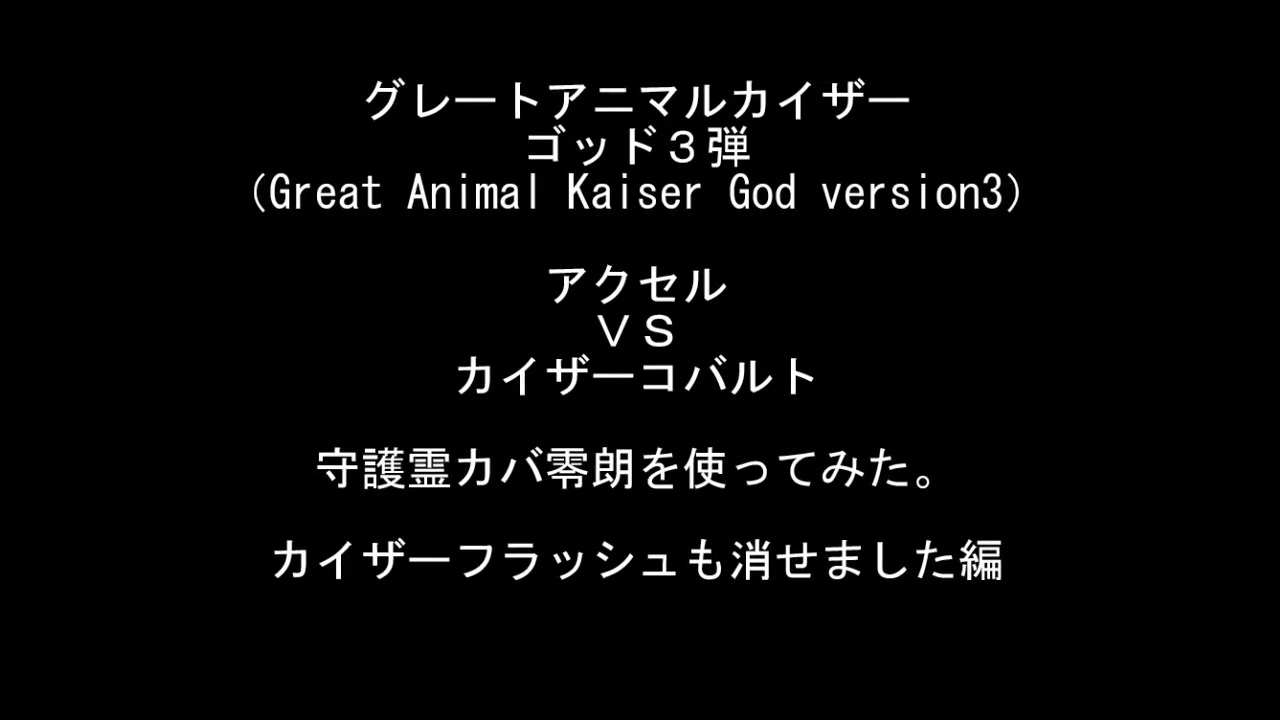 グレートアニマルカイザー
ゴッド３弾
(Great Animal Kaiser God version3)
アクセル
ＶＳ
カイザーコバルト
守護霊カバ零朗を使ってみた。
カイザーフラッシュも消せました編